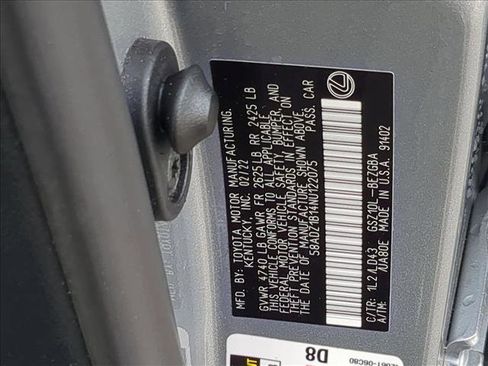 MFD. BY: TOYOTA MOTOR MANUFACTURING,
KENTUCKY, INC. 02/22
GVWR 4740 LB GAWR FR 2625 LB RR 2425 LB
THIS VEHICLE CONFORMS TO ALL APPLICABLE
FEDERAL MOTOR VEHICLE SAFETY, BUMPER, AND
THEFT PREVENTION STANDARDS IN EFFECT ON
THE DATE OF MANUFACTURE SHOWN ABOVE.
58ADZ1B14NU122075 PASS. CAR
C/TR: 1L2/LD43 GSZ10L-BEZGBA
A/TM: /UA80E MADE IN U.S.A. 91402
D8